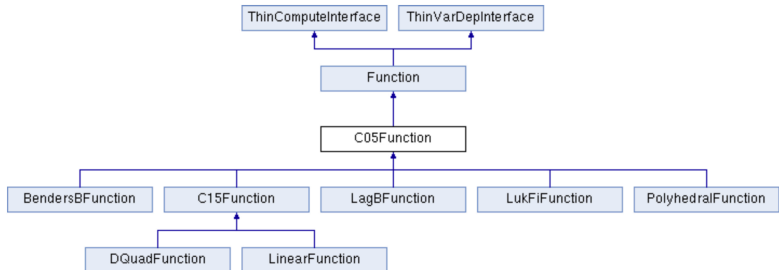 ThinComputeInterface ThinVarDepInterface
Function
C05Function
BendersBFunction C15Function LagBFunction LukFiFunction PolyhedralFunction
DQuadFunction LinearFunction